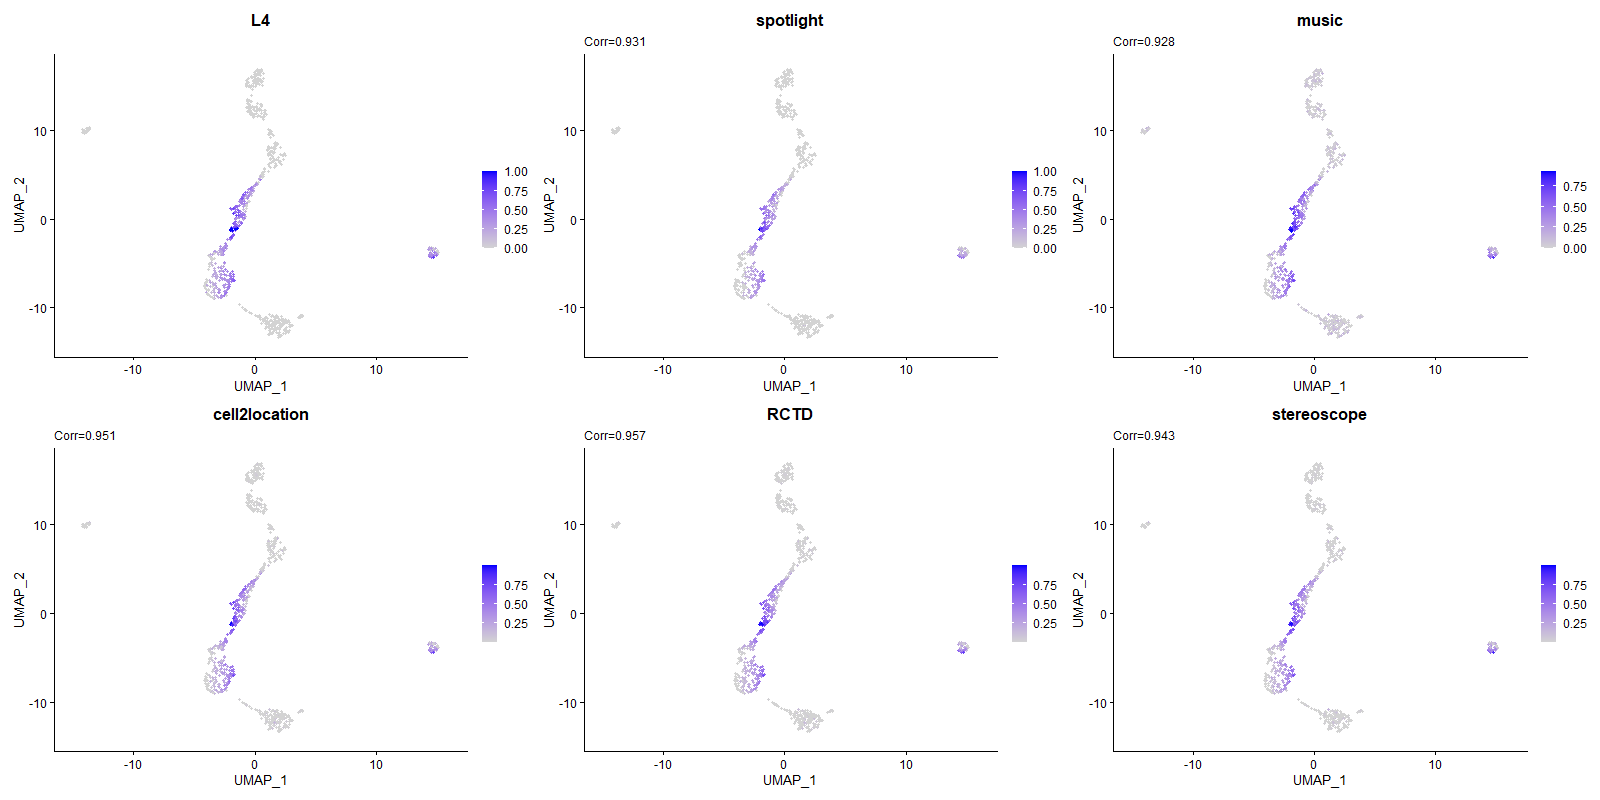 L4
UMAP_2
10
0
-10
-10
0
10
UMAP_1
1.00
0.75
0.50
0.25
0.00
spotlight
Corr=0.931
UMAP_2
10
0
-10
-10
0
10
UMAP_1
1.00
0.75
0.50
0.25
0.00
music
Corr=0.928
UMAP_2
10
0
-10
-10
0
10
UMAP_1
0.75
0.50
0.25
0.00
cell2location
Corr=0.951
UMAP_2
10
0
-10
-10
0
10
UMAP_1
0.75
0.50
0.25
RCTD
Corr=0.957
UMAP_2
10
0
-10
-10
0
10
UMAP_1
0.75
0.50
0.25
stereoscope
Corr=0.943
UMAP_2
10
0
-10
-10
0
10
UMAP_1
0.75
0.50
0.25